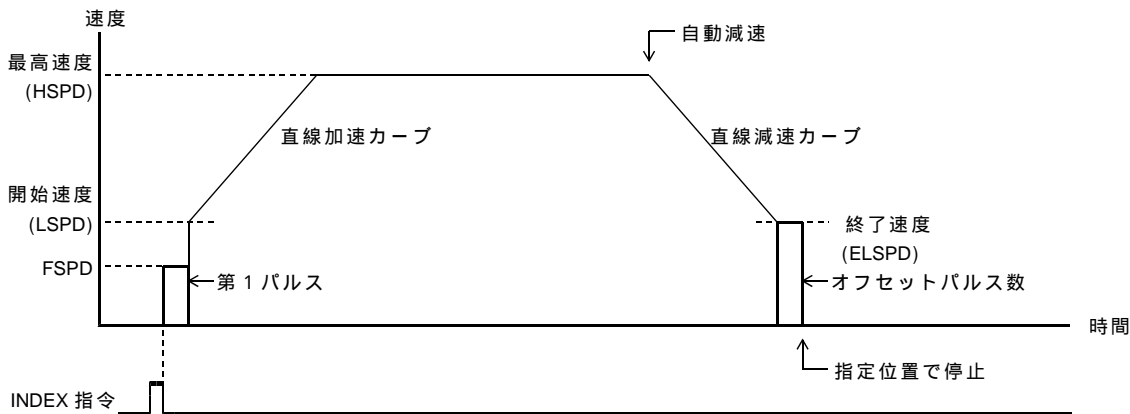 速度
自動減速
最高速度
(HSPD)
直線加速カーブ
直線減速カーブ
開始速度
(LSPD)
終了速度
(ELSPD)
FSPD
第1パルス
オフセットパルス数
時間
指定位置で停止
INDEX 指令